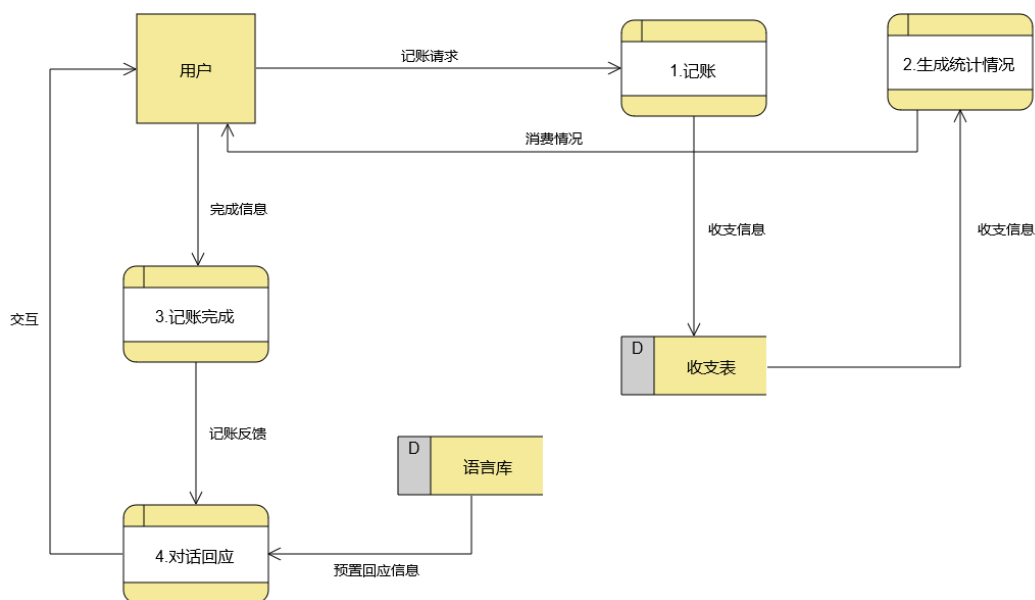 用户
记账请求
1.记账
2.生成统计情况
消费情况
完成信息
收支信息
收支信息
3.记账完成
交互
D
收支表
记账反馈
D
语言库
4.对话回应
预置回应信息